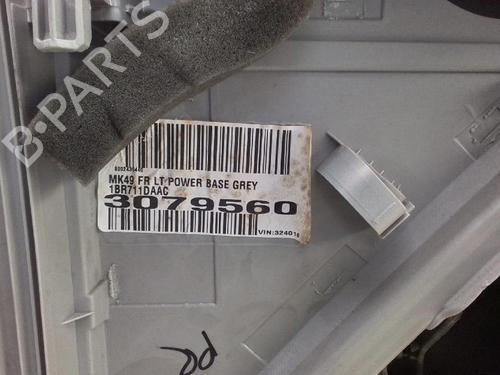 B-PARTS
MK49 FR LT POWER BASE GREY
1BR711DAAC
3079560
VIN:32401